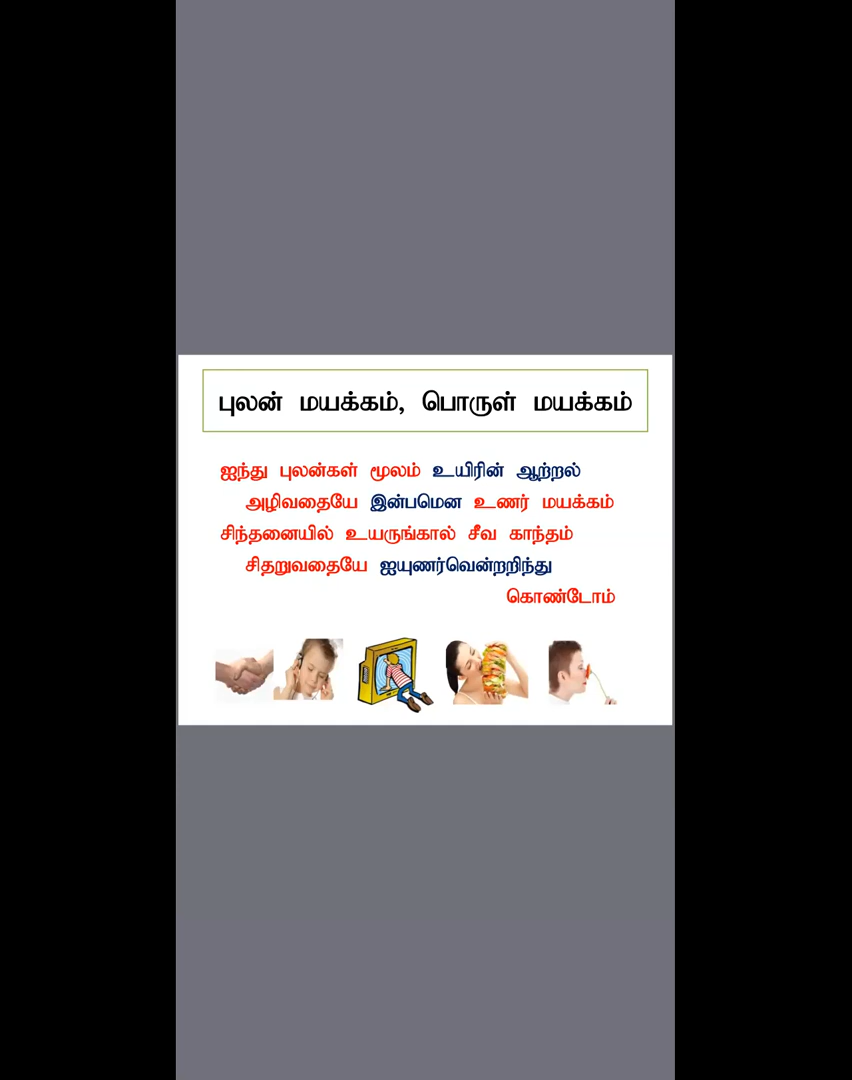 புலன் மயக்கம், பொருள் மயக்கம்
ஐந்து புலன்கள் மூலம் உயிரின் ஆற்றல்
அழிவதையே இன்பமென உணர் மயக்கம்
சிந்தனையில் உயருங்கால் சீவ காந்தம்
சிதறுவதையே ஐயுணர்வென்றறிந்து
கொண்டோம்